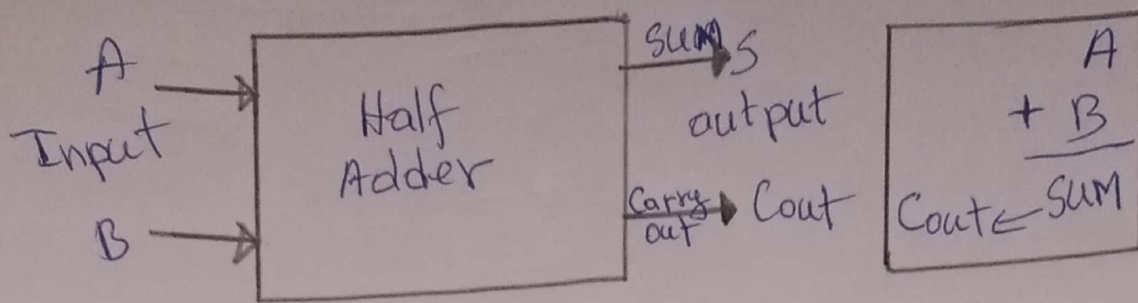 A
Input
B
Half
Adder
SUM S
output
Carry
out
Cout
A
+ B
Cout ← SUM